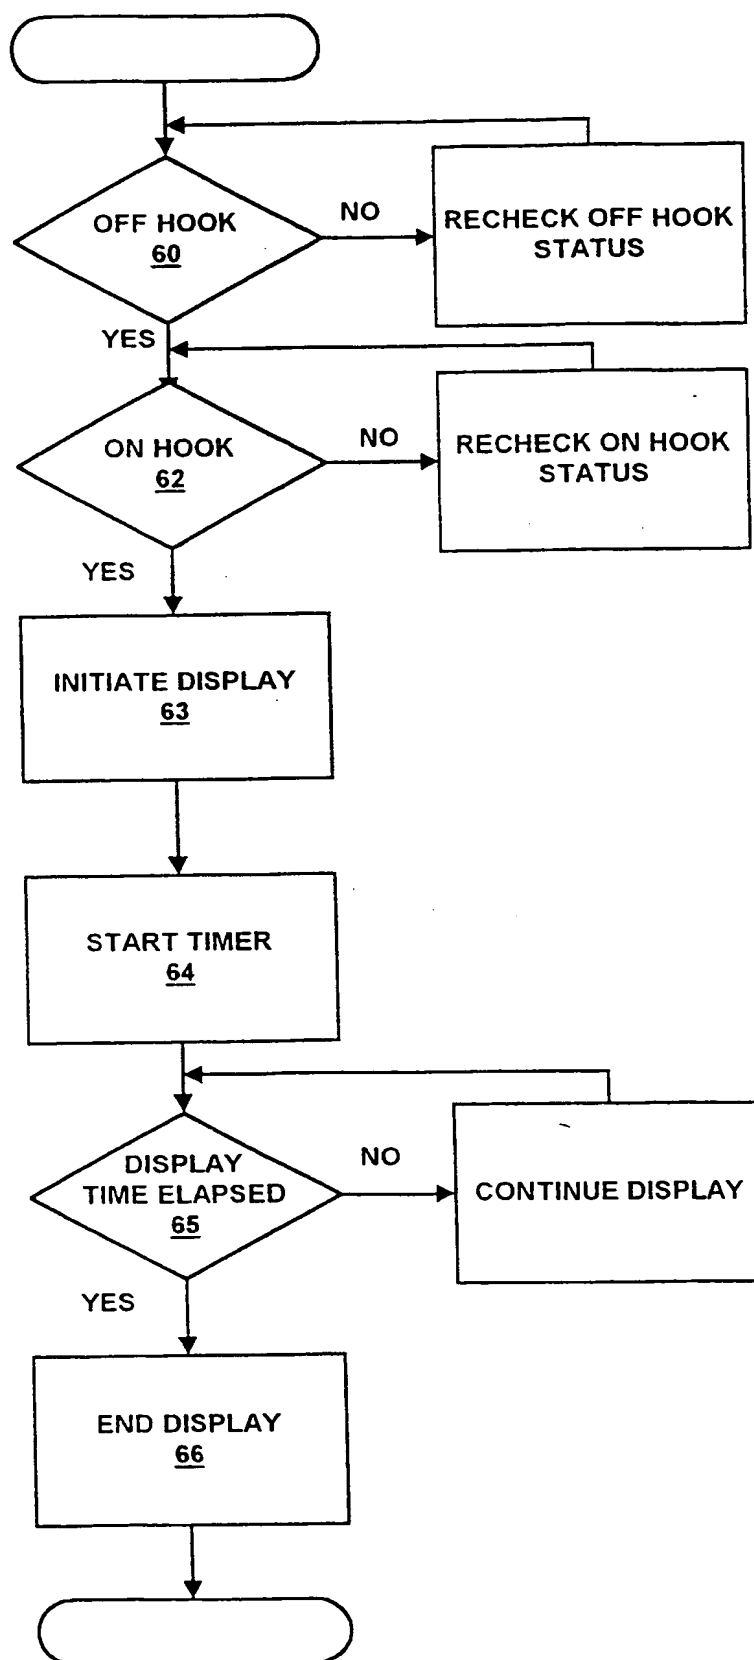 OFF HOOK
60
NO
RECHECK OFF HOOK
STATUS
YES
ON HOOK
62
NO
RECHECK ON HOOK
STATUS
YES
INITIATE DISPLAY
63
START TIMER
64
DISPLAY
TIME ELAPSED
65
NO
CONTINUE DISPLAY
YES
END DISPLAY
66